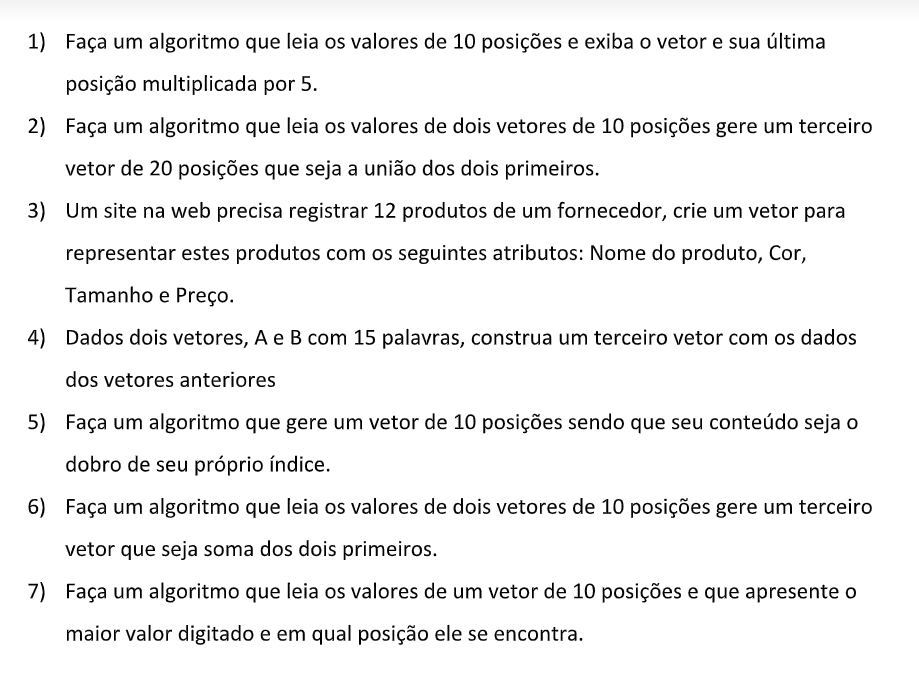 1) Faça um algoritmo que leia os valores de 10 posições e exiba o vetor e sua última
posição multiplicada por 5.
2) Faça um algoritmo que leia os valores de dois vetores de 10 posições gere um terceiro
vetor de 20 posições que seja a união dos dois primeiros.
3) Um site na web precisa registrar 12 produtos de um fornecedor, crie um vetor para
representar estes produtos com os seguintes atributos: Nome do produto, Cor,
Tamanho e Preço.
4) Dados dois vetores, A e B com 15 palavras, construa um terceiro vetor com os dados
dos vetores anteriores
5) Faça um algoritmo que gere um vetor de 10 posições sendo que seu conteúdo seja o
dobro de seu próprio índice.
6) Faça um algoritmo que leia os valores de dois vetores de 10 posições gere um terceiro
vetor que seja soma dos dois primeiros.
7) Faça um algoritmo que leia os valores de um vetor de 10 posições e que apresente o
maior valor digitado e em qual posição ele se encontra.